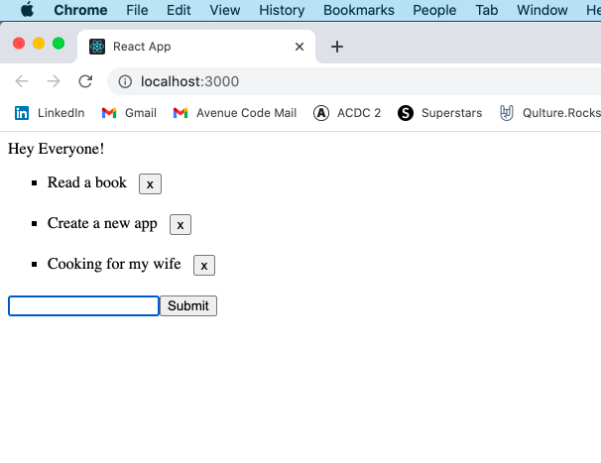 Chrome File Edit View History Bookmarks People Tab Window He
React App
localhost:3000
in LinkedIn Gmail Avenue Code Mail A ACDC 2 S Superstars Qulture.Rocks
Hey Everyone!
Read a book x
Create a new app x
Cooking for my wife x
Submit